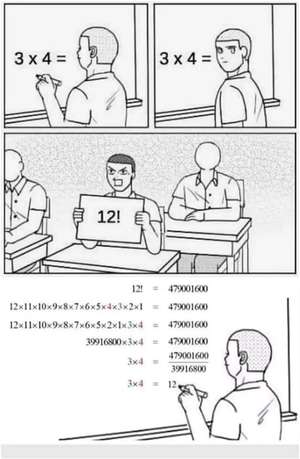 3 x 4 =
3 x 4 =
12!
12! = 479001600
12×11×10×9×8×7×6×5×4×3×2×1 = 479001600
12×11×10×9×8×7×6×5×2×1×3×4 = 479001600
39916800×3×4 = 479001600
3×4 = 479001600
39916800
3×4 = 12